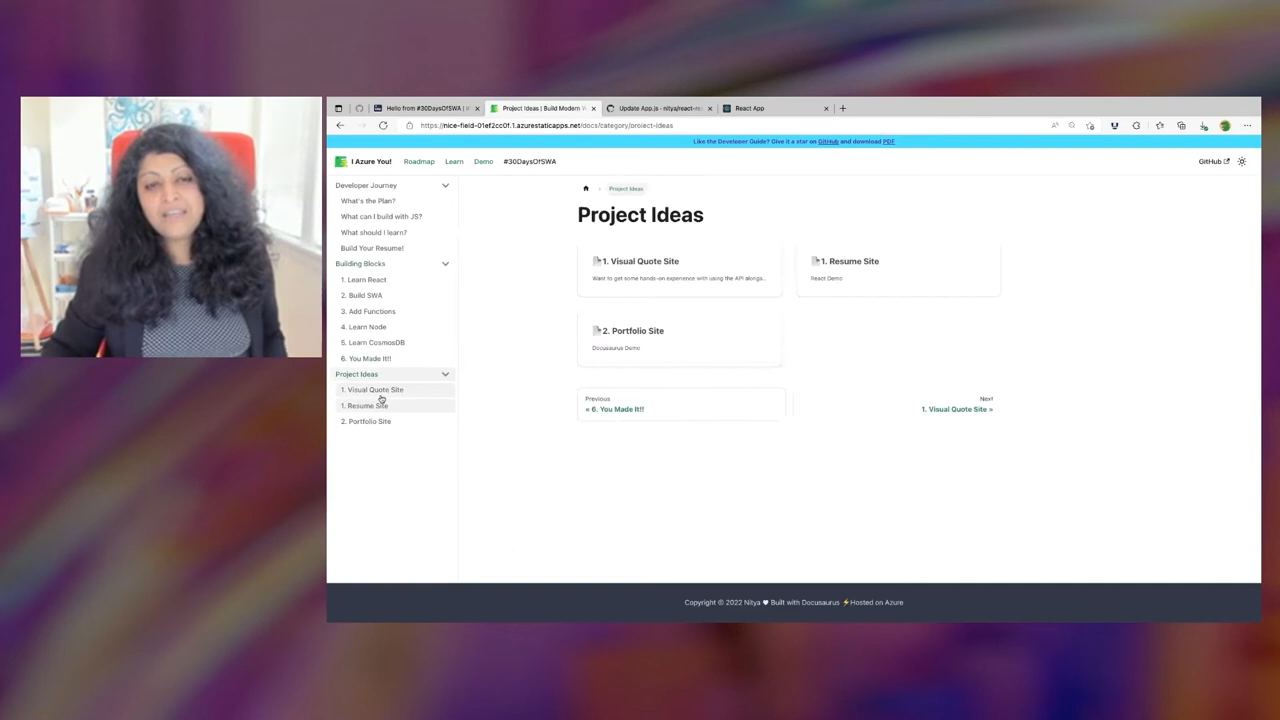 Hello from #30DaysOfSWA | #
Project Ideas | Build Modern W
Update App.js - nitya/react-re
React App
https://nice-field-01ef2cc0f.1.azurestaticapps.net/docs/category/project-ideas
Like the Developer Guide? Give it a star on GitHub and download PDF
I Azure You!
Roadmap
Learn
Demo
#30DaysOfSWA
GitHub
Developer Journey
What's the Plan?
What can I build with JS?
What should I learn?
Build Your Resume!
Building Blocks
1. Learn React
2. Build SWA
3. Add Functions
4. Learn Node
5. Learn CosmosDB
6. You Made It!!
Project Ideas
1. Visual Quote Site
1. Resume Site
2. Portfolio Site
Project Ideas
Project Ideas
1. Visual Quote Site
Want to get some hands-on experience with using the API alonga...
1. Resume Site
React Demo
2. Portfolio Site
Docusaurus Demo
Previous
« 6. You Made It!!
Next
1. Visual Quote Site »
Copyright © 2022 Nitya ♥ Built with Docusaurus ⚡Hosted on Azure